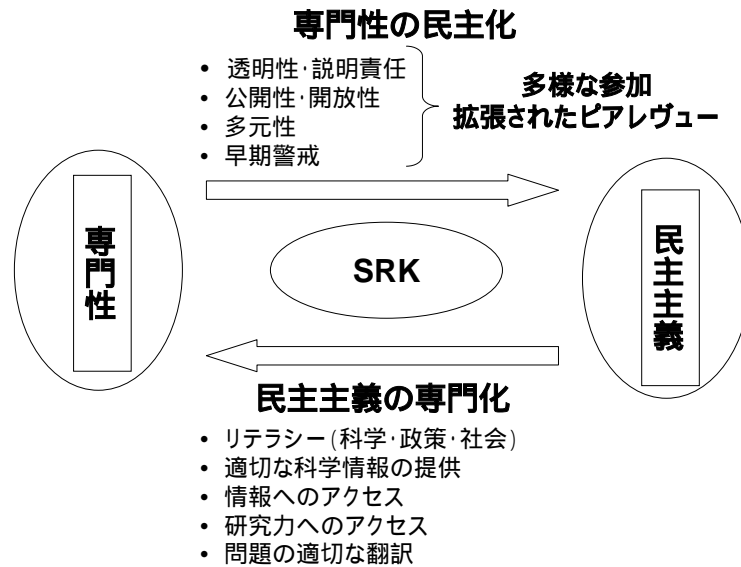 専門性の民主化
• 透明性・説明責任
• 公開性・開放性
• 多元性
• 早期警戒
多様な参加
拡張されたピアレヴュー
専門性
SRK
民主主義
民主主義の専門化
• リテラシー(科学・政策・社会)
• 適切な科学情報の提供
• 情報へのアクセス
• 研究力へのアクセス
• 問題の適切な翻訳